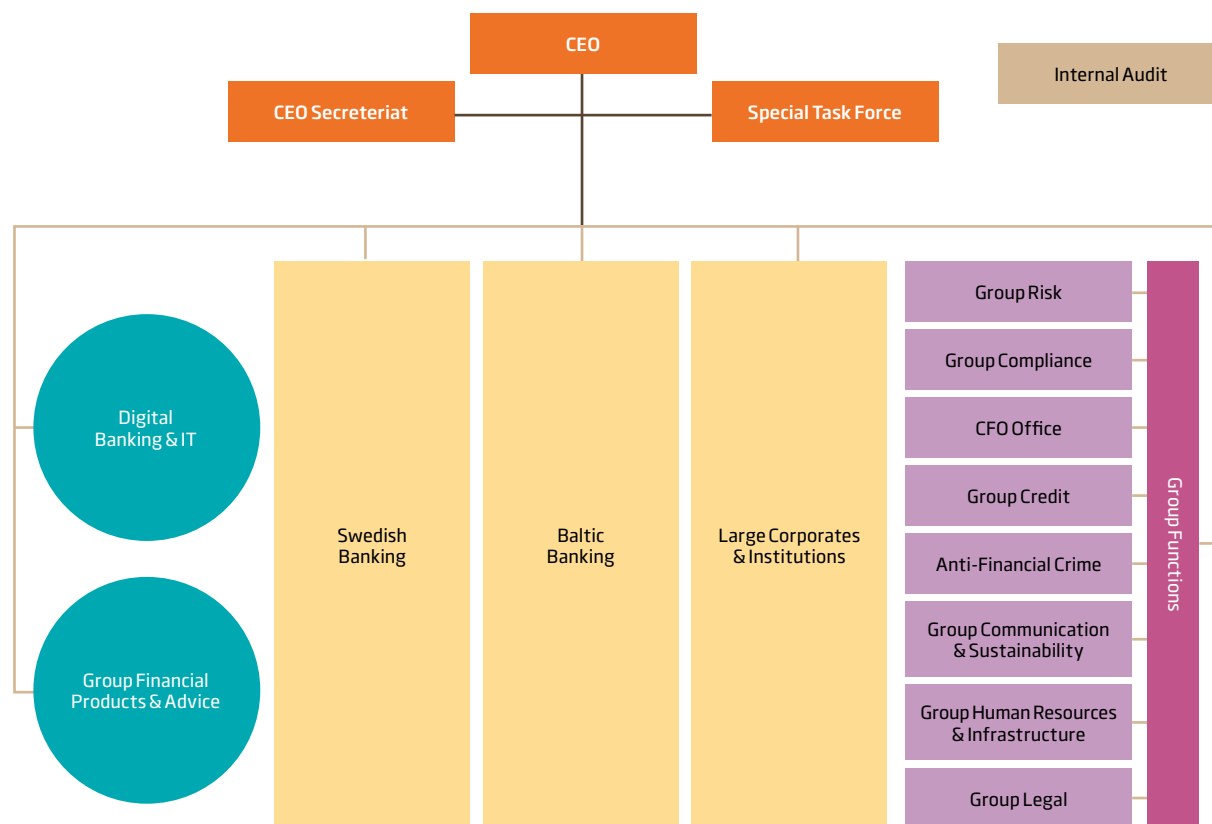 CEO
Internal Audit
CEO Secreteriat
Special Task Force
Digital
Banking & IT
Group Financial
Products & Advice
Swedish
Banking
Baltic
Banking
Large Corporates
& Institutions
Group Risk
Group Compliance
CFO Office
Group Credit
Anti-Financial Crime
Group Communication
& Sustainability
Group Human Resources
& Infrastructure
Group Legal
Group Functions